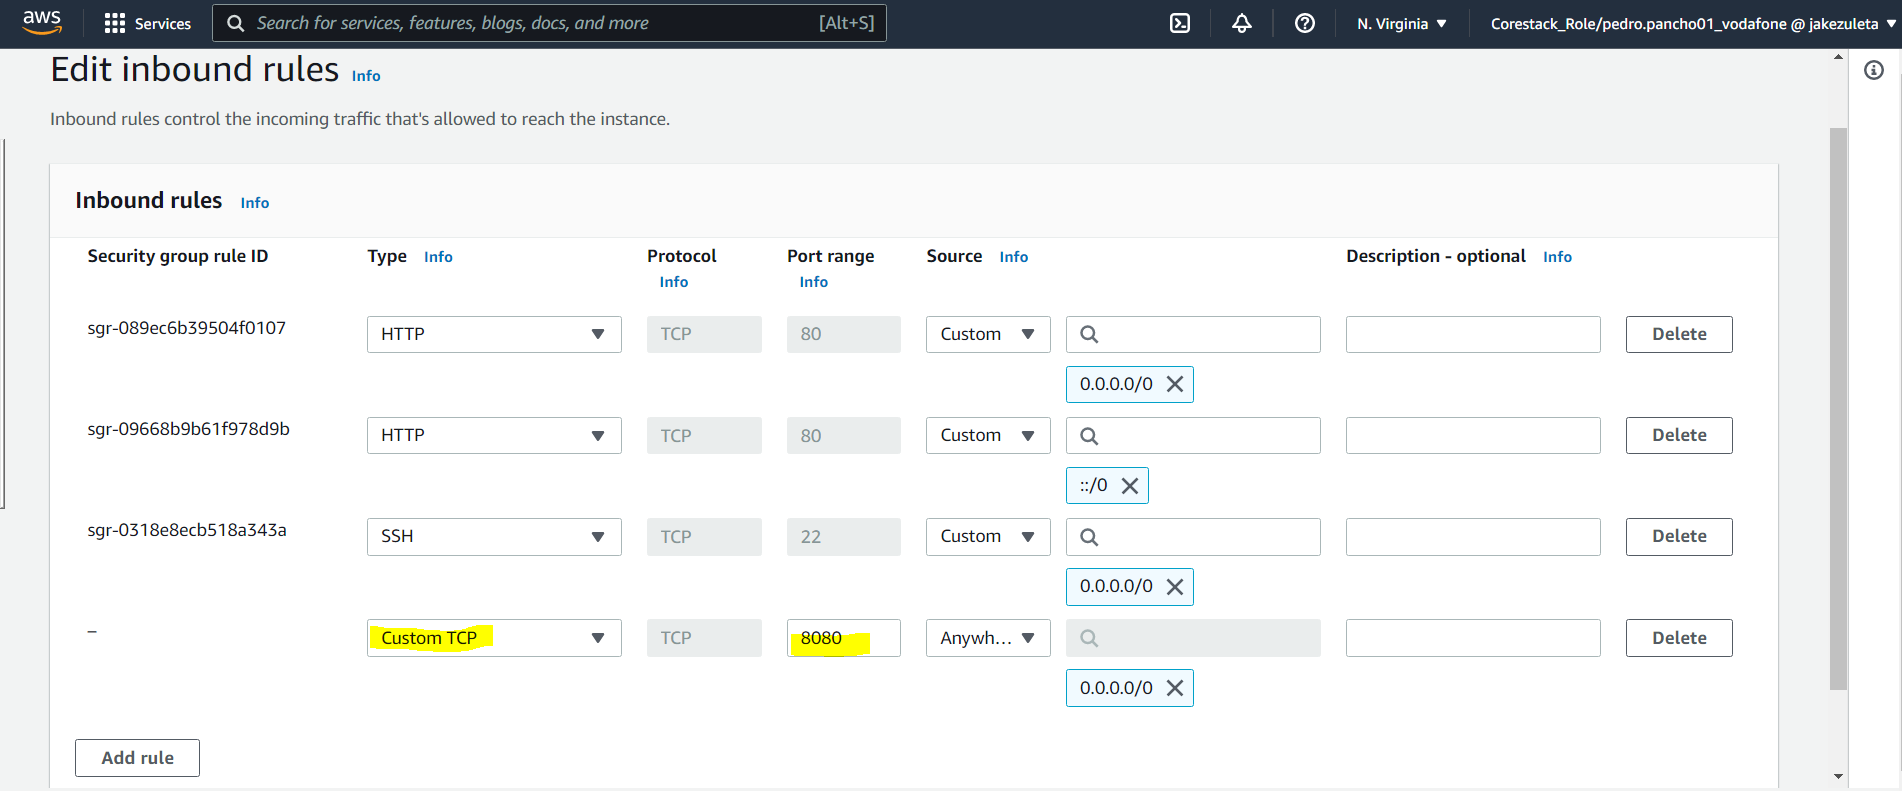 aws Services Search for services, features, blogs, docs, and more [Alt+S] N. Virginia Corestack_Role/pedro.pancho01_vodafone @ jakezuleta
Edit inbound rules Info
Inbound rules control the incoming traffic that's allowed to reach the instance.
Inbound rules Info
Security group rule ID Type Info Protocol Info Port range Info Source Info Description - optional Info
sgr-089ec6b39504f0107 HTTP TCP 80 Custom Delete
0.0.0.0/0
sgr-09668b9b61f978d9b HTTP TCP 80 Custom Delete
::/0
sgr-0318e8ecb518a343a SSH TCP 22 Custom Delete
0.0.0.0/0
– Custom TCP TCP 8080 Anywh... Delete
0.0.0.0/0
Add rule